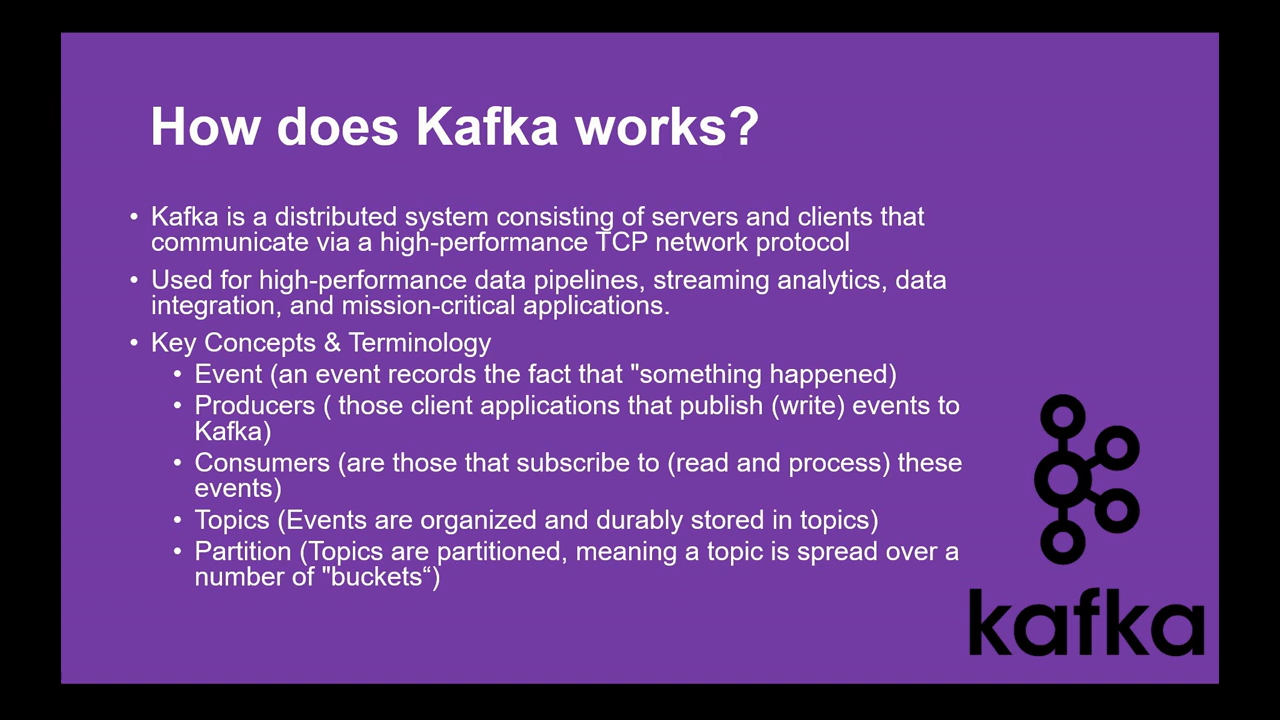 How does Kafka works?
• Kafka is a distributed system consisting of servers and clients that
communicate via a high-performance TCP network protocol
• Used for high-performance data pipelines, streaming analytics, data
integration, and mission-critical applications.
• Key Concepts & Terminology
• Event (an event records the fact that "something happened)
• Producers ( those client applications that publish (write) events to
Kafka)
• Consumers (are those that subscribe to (read and process) these
events)
• Topics (Events are organized and durably stored in topics)
• Partition (Topics are partitioned, meaning a topic is spread over a
number of "buckets“)
kafka